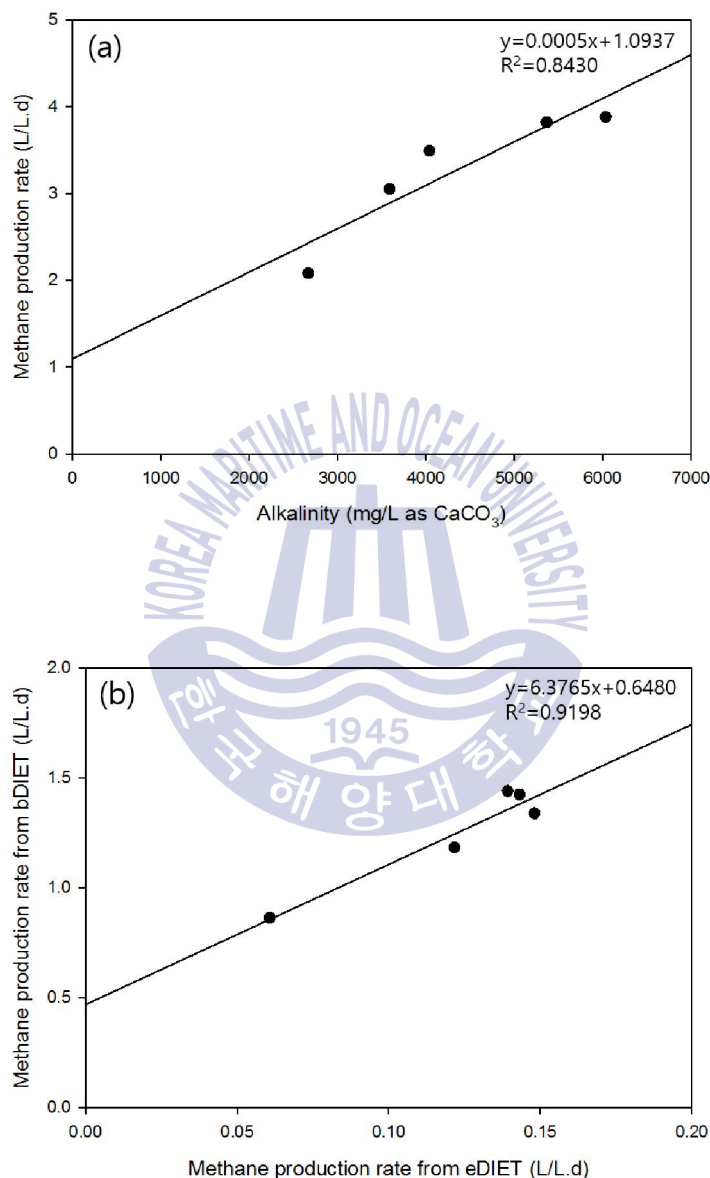 (a)
y=0.0005x+1.0937
R²=0.8430
Methane production rate (L/L.d)
5
4
3
2
1
0
0 1000 2000 3000 4000 5000 6000 7000
Alkalinity (mg/L as CaCO₃)
KOREA MARITIME AND OCEAN UNIVERSITY
1945
한국해양대학교
(b)
y=6.3765x+0.6480
R²=0.9198
Methane production rate from bDIET (L/L.d)
2.0
1.5
1.0
0.5
0.0
0.00 0.05 0.10 0.15 0.20
Methane production rate from eDIET (L/L.d)